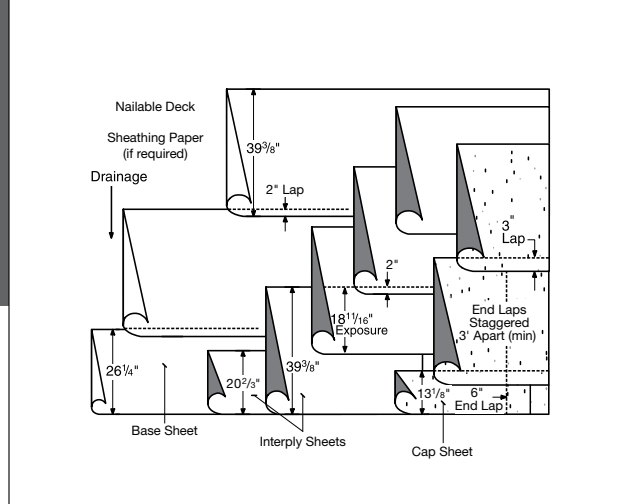 Nailable Deck
Sheathing Paper
(if required)
Drainage
39³⁄₈"
2" Lap
3"
Lap
2"
18¹¹⁄₁₆"
Exposure
End Laps
Staggered
3' Apart (min)
26¹⁄₄"
20²⁄₃"
39³⁄₈"
13¹⁄₈"
6"
End Lap
Base Sheet
Interply Sheets
Cap Sheet